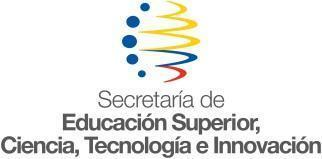 Secretaría de
Educación Superior,
Ciencia, Tecnología e Innovación